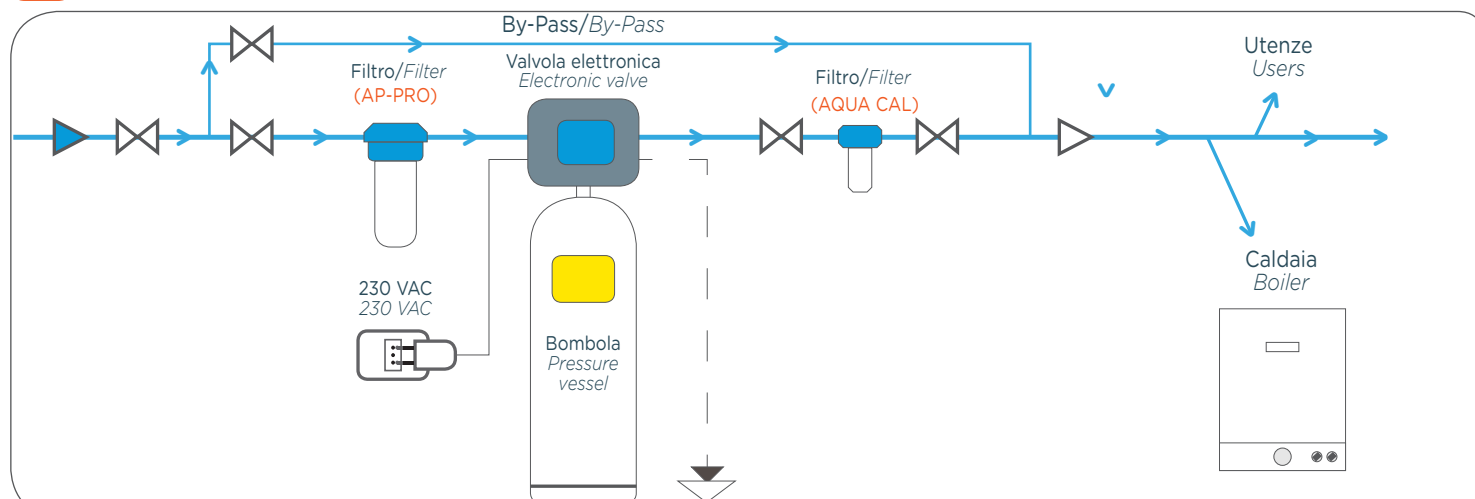 By-Pass/By-Pass
Filtro/Filter
(AP-PRO)
Valvola elettronica
Electronic valve
Filtro/Filter
(AQUA CAL)
Utenze
Users
230 VAC
230 VAC
Bombola
Pressure
vessel
Caldaia
Boiler